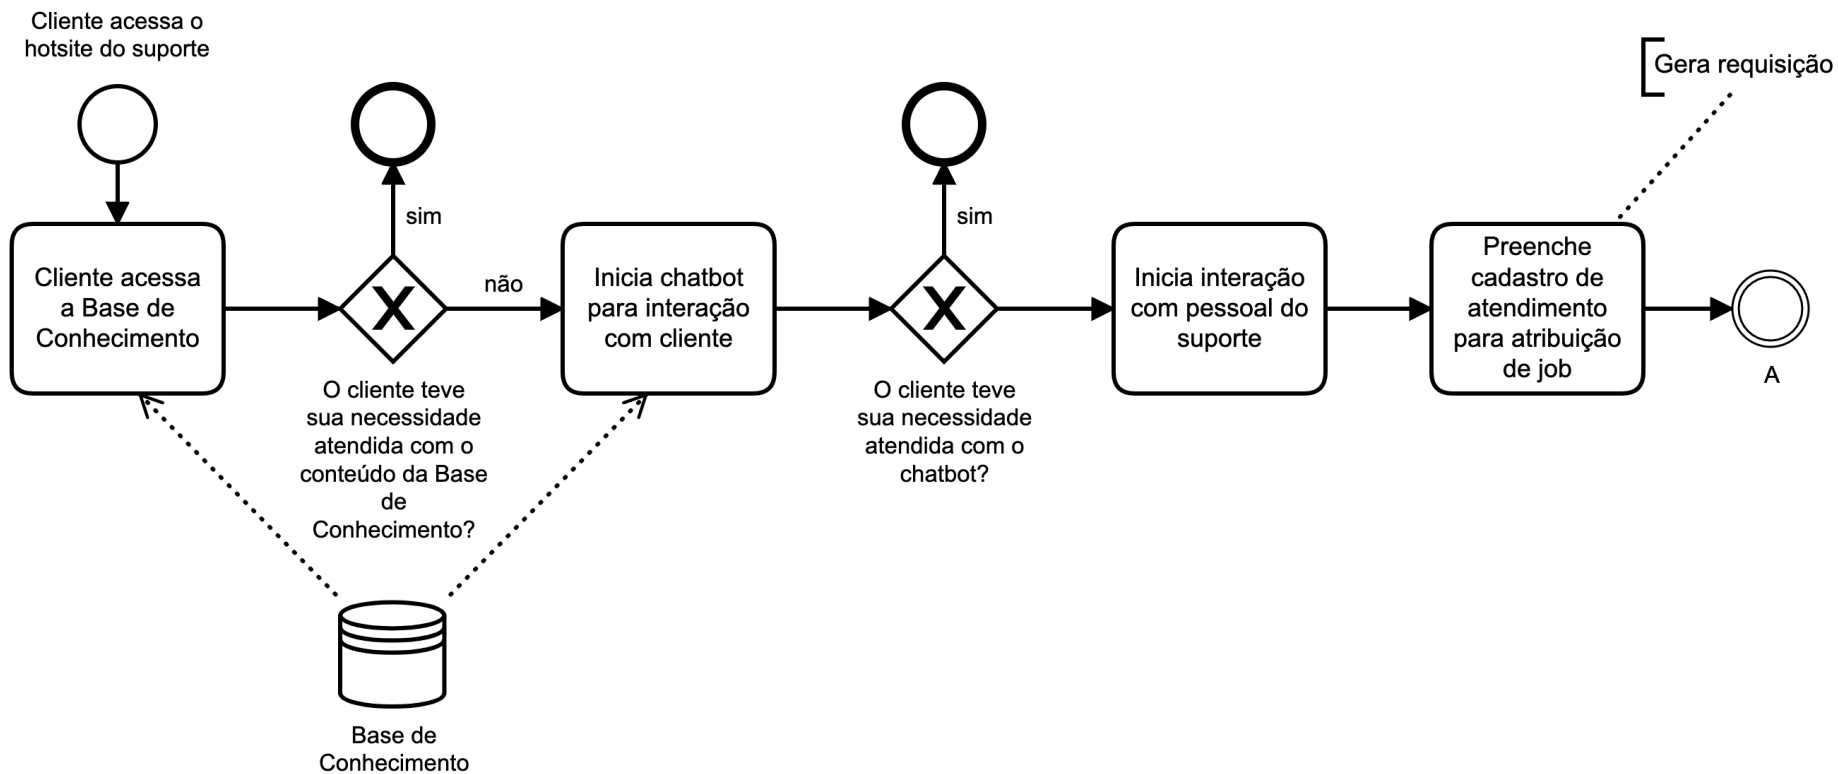 Cliente acessa o
hotsite do suporte
Gera requisição
sim
sim
Cliente acessa
a Base de
Conhecimento
não
Inicia chatbot
para interação
com cliente
Inicia interação
com pessoal do
suporte
Preenche
cadastro de
atendimento
para atribuição
de job
A
O cliente teve
sua necessidade
atendida com o
conteúdo da Base
de
Conhecimento?
O cliente teve
sua necessidade
atendida com o
chatbot?
Base de
Conhecimento